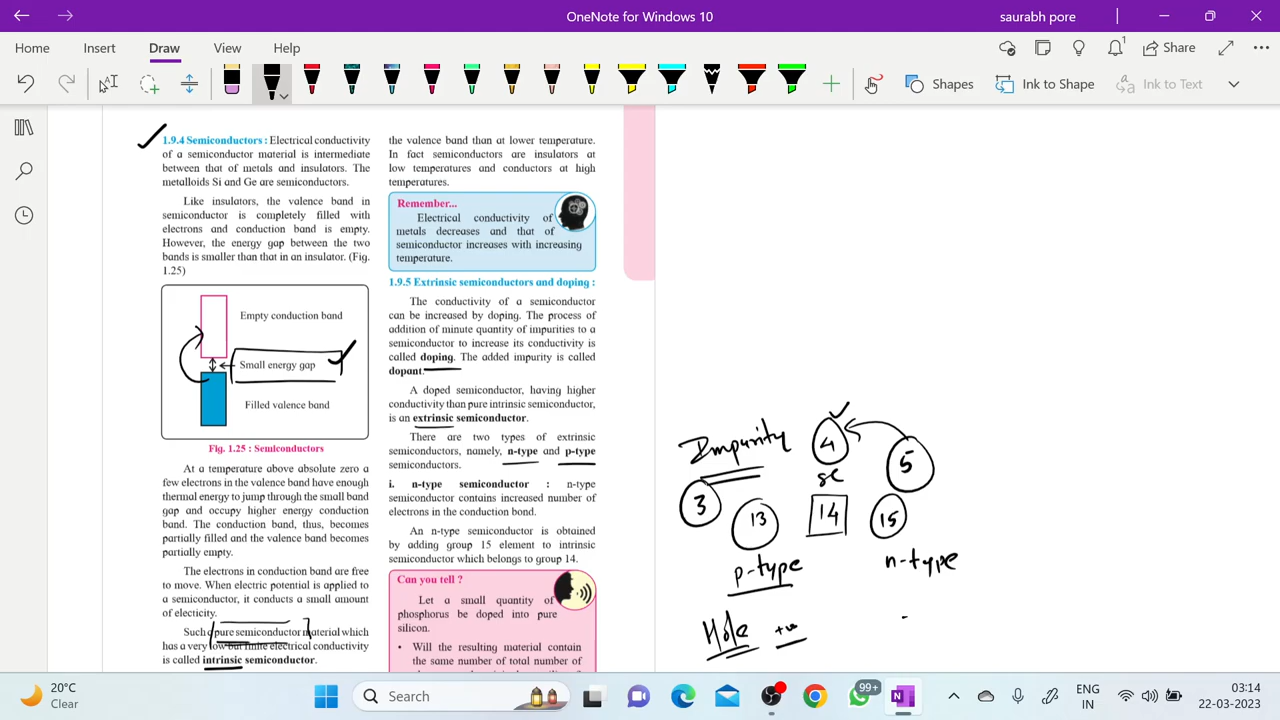 OneNote for Windows 10
saurabh pore
Home Insert Draw View Help
Share
Shapes
Ink to Shape
Ink to Text
1.9.4 Semiconductors : Electrical conductivity
of a semiconductor material is intermediate
between that of metals and insulators. The
metalloids Si and Ge are semiconductors.
Like insulators, the valence band in
semiconductor is completely filled with
electrons and conduction band is empty.
However, the energy gap between the two
bands is smaller than that in an insulator. (Fig.
1.25)
Empty conduction band
Small energy gap
Filled valence band
Fig. 1.25 : Semiconductors
At a temperature above absolute zero a
few electrons in the valence band have enough
thermal energy to jump through the small band
gap and occupy higher energy conduction
band. The conduction band, thus, becomes
partially filled and the valence band becomes
partially empty.
The electrons in conduction band are free
to move. When electric potential is applied to
a semiconductor, it conducts a small amount
of electicity.
Such pure semiconductor material which
has a very low but finite electrical conductivity
is called intrinsic semiconductor.
the valence band than at lower temperature.
In fact semiconductors are insulators at
low temperatures and conductors at high
temperatures.
Remember...
Electrical conductivity of
metals decreases and that of
semiconductor increases with increasing
temperature.
1.9.5 Extrinsic semiconductors and doping :
The conductivity of a semiconductor
can be increased by doping. The process of
addition of minute quantity of impurities to a
semiconductor to increase its conductivity is
called doping. The added impurity is called
dopant.
A doped semiconductor, having higher
conductivity than pure intrinsic semiconductor,
is an extrinsic semiconductor.
There are two types of extrinsic
semiconductors, namely, n-type and p-type
semiconductors.
i. n-type semiconductor : n-type
semiconductor contains increased number of
electrons in the conduction band.
An n-type semiconductor is obtained
by adding group 15 element to intrinsic
semiconductor which belongs to group 14.
Can you tell ?
Let a small quantity of
phosphorus be doped into pure
silicon.
• Will the resulting material contain
the same number of total number of
Impurity
4
5
sc
3
13
14
15
p-type
n-type
Hole +ve
20°C
Clear
Search
99+
ENG
IN
03:14
22-03-2023